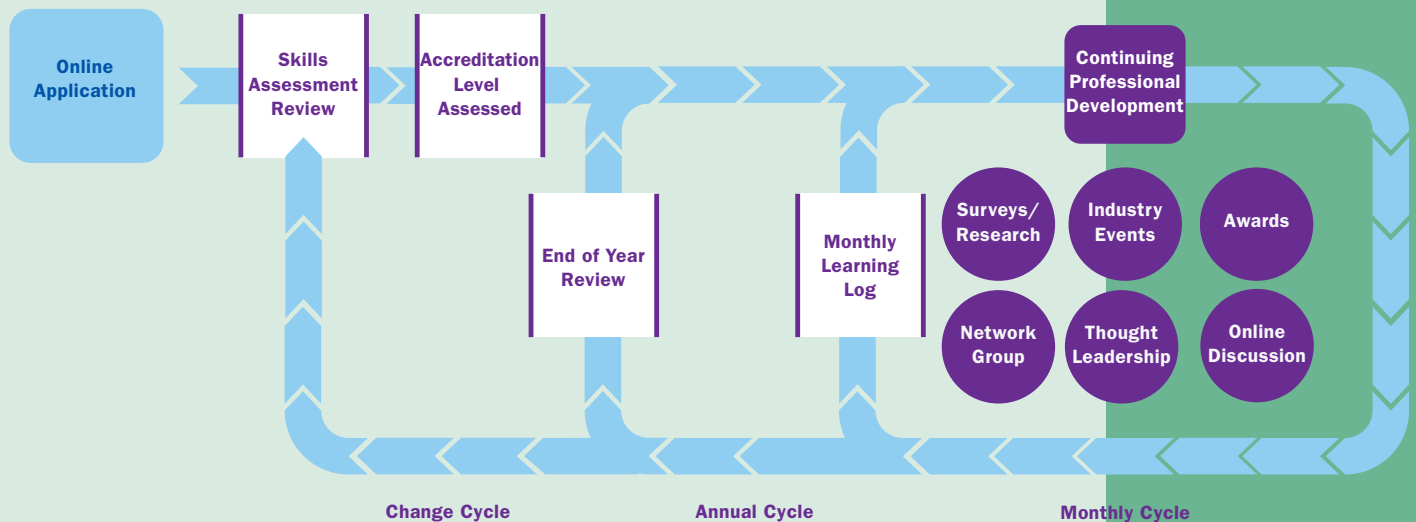 Online
Application
Skills
Assessment
Review
Accreditation
Level
Assessed
Continuing
Professional
Development
End of Year
Review
Monthly
Learning
Log
Surveys/
Research
Industry
Events
Awards
Network
Group
Thought
Leadership
Online
Discussion
Change Cycle
Annual Cycle
Monthly Cycle